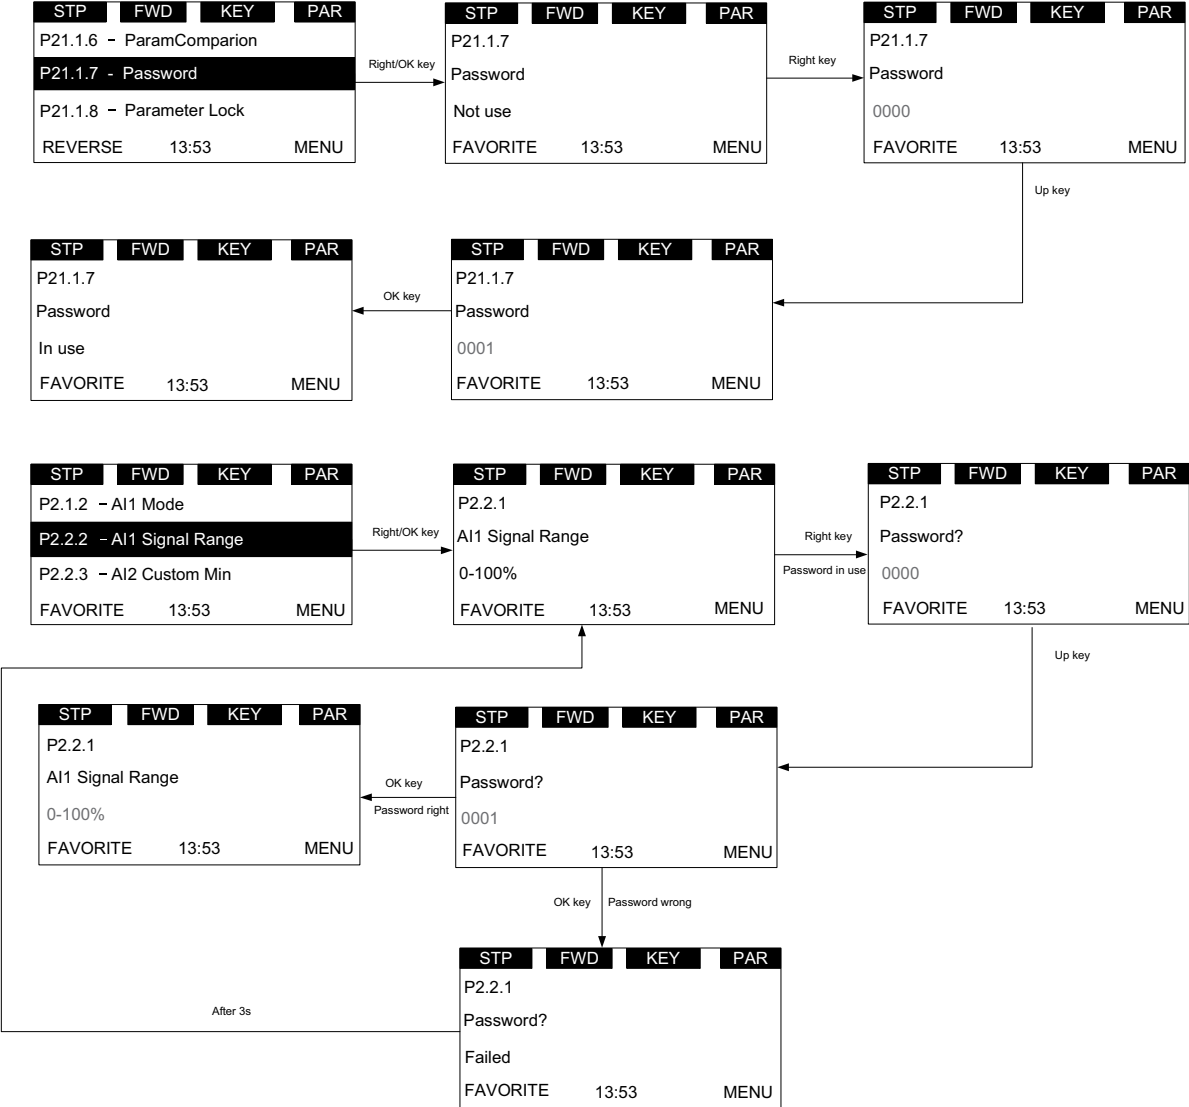 STP FWD KEY PAR
P21.1.6 – ParamComparion
P21.1.7 - Password
P21.1.8 – Parameter Lock
REVERSE 13:53 MENU
Right/OK key
STP FWD KEY PAR
P21.1.7
Password
Not use
FAVORITE 13:53 MENU
Right key
STP FWD KEY PAR
P21.1.7
Password
0000
FAVORITE 13:53 MENU
Up key
STP FWD KEY PAR
P21.1.7
Password
0001
FAVORITE 13:53 MENU
OK key
STP FWD KEY PAR
P21.1.7
Password
In use
FAVORITE 13:53 MENU
STP FWD KEY PAR
P2.1.2 – AI1 Mode
P2.2.2 – AI1 Signal Range
P2.2.3 – AI2 Custom Min
FAVORITE 13:53 MENU
Right/OK key
STP FWD KEY PAR
P2.2.1
AI1 Signal Range
0-100%
FAVORITE 13:53 MENU
Right key
Password in use
STP FWD KEY PAR
P2.2.1
Password?
0000
FAVORITE 13:53 MENU
Up key
STP FWD KEY PAR
P2.2.1
Password?
0001
FAVORITE 13:53 MENU
OK key
Password right
STP FWD KEY PAR
P2.2.1
AI1 Signal Range
0-100%
FAVORITE 13:53 MENU
OK key Password wrong
STP FWD KEY PAR
P2.2.1
Password?
Failed
FAVORITE 13:53 MENU
After 3s